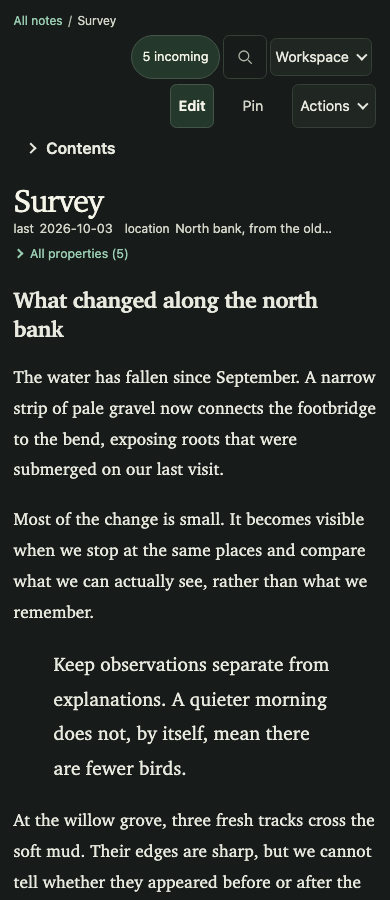 All notes / Survey
5 incoming
Workspace
Edit
Pin
Actions
Contents
Survey
last 2026-10-03 location North bank, from the old...
All properties (5)
What changed along the north
bank
The water has fallen since September. A narrow
strip of pale gravel now connects the footbridge
to the bend, exposing roots that were
submerged on our last visit.
Most of the change is small. It becomes visible
when we stop at the same places and compare
what we can actually see, rather than what we
remember.
Keep observations separate from
explanations. A quieter morning
does not, by itself, mean there
are fewer birds.
At the willow grove, three fresh tracks cross the
soft mud. Their edges are sharp, but we cannot
tell whether they appeared before or after the